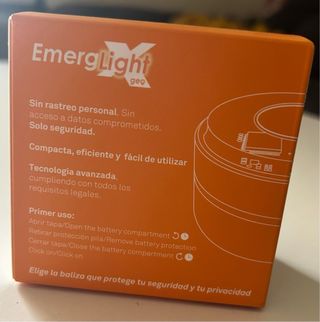 EmergLight X
geo
Sin rastreo personal. Sin
acceso a datos comprometidos.
Solo seguridad.
Compacta, eficiente y fácil de utilizar
Tecnología avanzada,
cumpliendo con todos los
requisitos legales.
Primer uso:
Abrir tapa/Open the battery compartment
Retirar protección pila/Remove battery protection
Cerrar tapa/Close the battery compartment
Click on/Click on
Elige la baliza que protege tu seguridad y tu privacidad